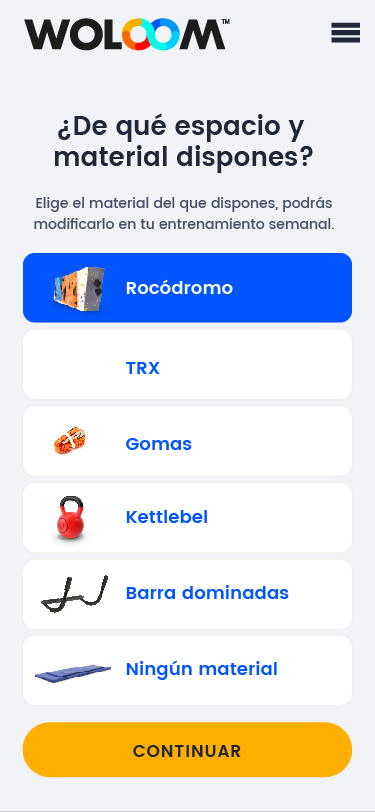 WOLOOM™
¿De qué espacio y
material dispones?
Elige el material del que dispones, podrás
modificarlo en tu entrenamiento semanal.
Rocódromo
TRX
Gomas
Kettlebel
Barra dominadas
Ningún material
CONTINUAR